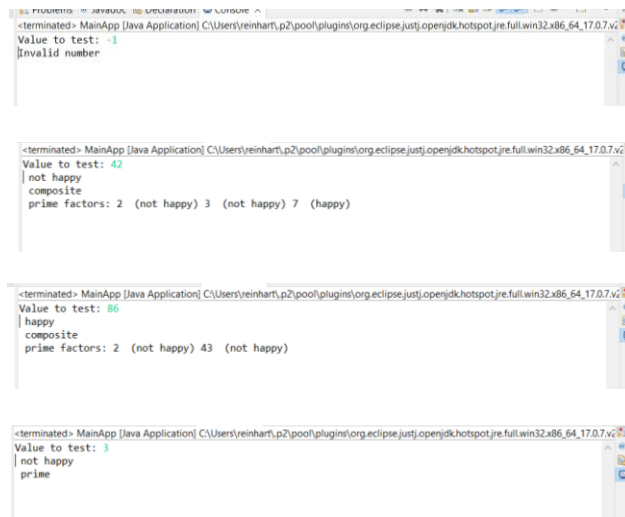 Problems Javadoc Declaration Console ×
<terminated> MainApp [Java Application] C:\Users\reinhart\.p2\pool\plugins\org.eclipse.justj.openjdk.hotspot.jre.full.win32.x86_64_17.0.7.v2
Value to test: -1
Invalid number
<terminated> MainApp [Java Application] C:\Users\reinhart\.p2\pool\plugins\org.eclipse.justj.openjdk.hotspot.jre.full.win32.x86_64_17.0.7.v2
Value to test: 42
not happy
composite
prime factors: 2 (not happy) 3 (not happy) 7 (happy)
<terminated> MainApp [Java Application] C:\Users\reinhart\.p2\pool\plugins\org.eclipse.justj.openjdk.hotspot.jre.full.win32.x86_64_17.0.7.v2
Value to test: 86
happy
composite
prime factors: 2 (not happy) 43 (not happy)
<terminated> MainApp [Java Application] C:\Users\reinhart\.p2\pool\plugins\org.eclipse.justj.openjdk.hotspot.jre.full.win32.x86_64_17.0.7.v2
Value to test: 3
not happy
prime